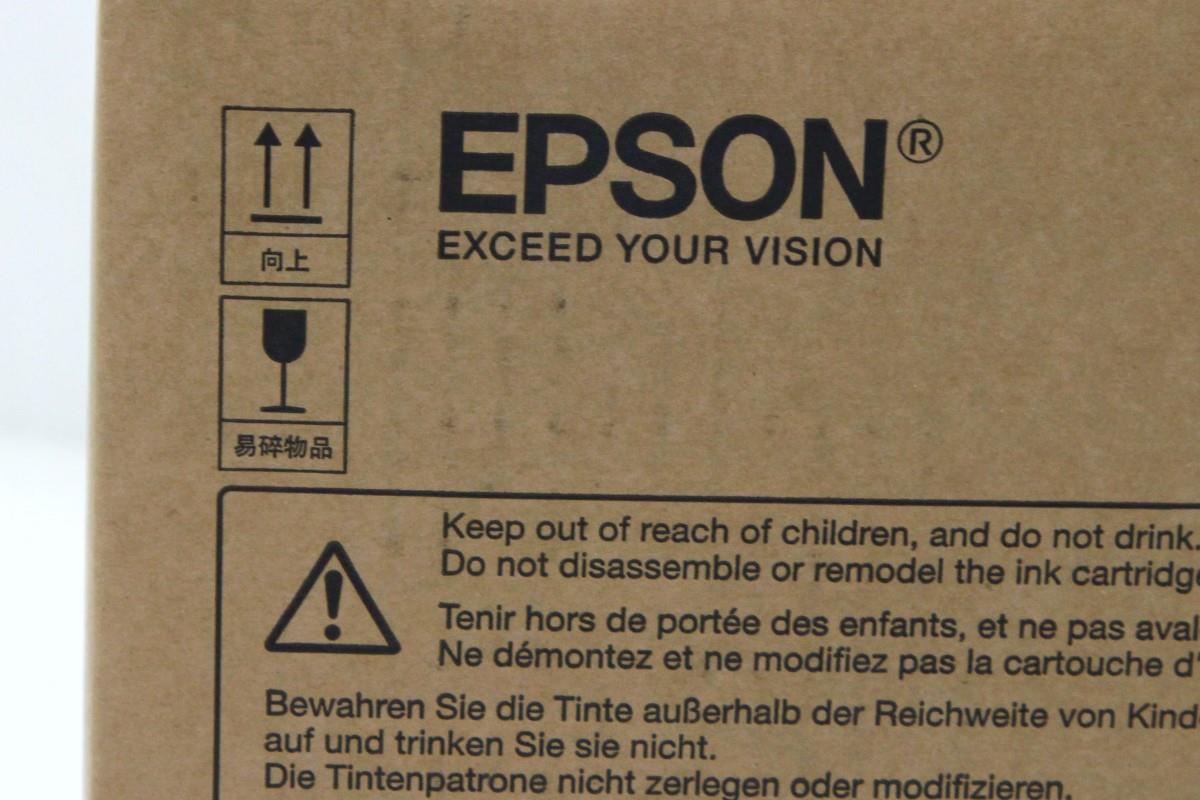 EPSON®
EXCEED YOUR VISION
向上
易碎物品
Keep out of reach of children, and do not drink.
Do not disassemble or remodel the ink
Tenir hors de portée des enfants, et ne pas
Ne démontez et ne modifiez pas la cartouche
Bewahren Sie die Tinte außerhalb der Reichweite von
auf und trinken Sie sie nicht.
Die Tintenpatrone nicht zerlegen oder modifizieren.